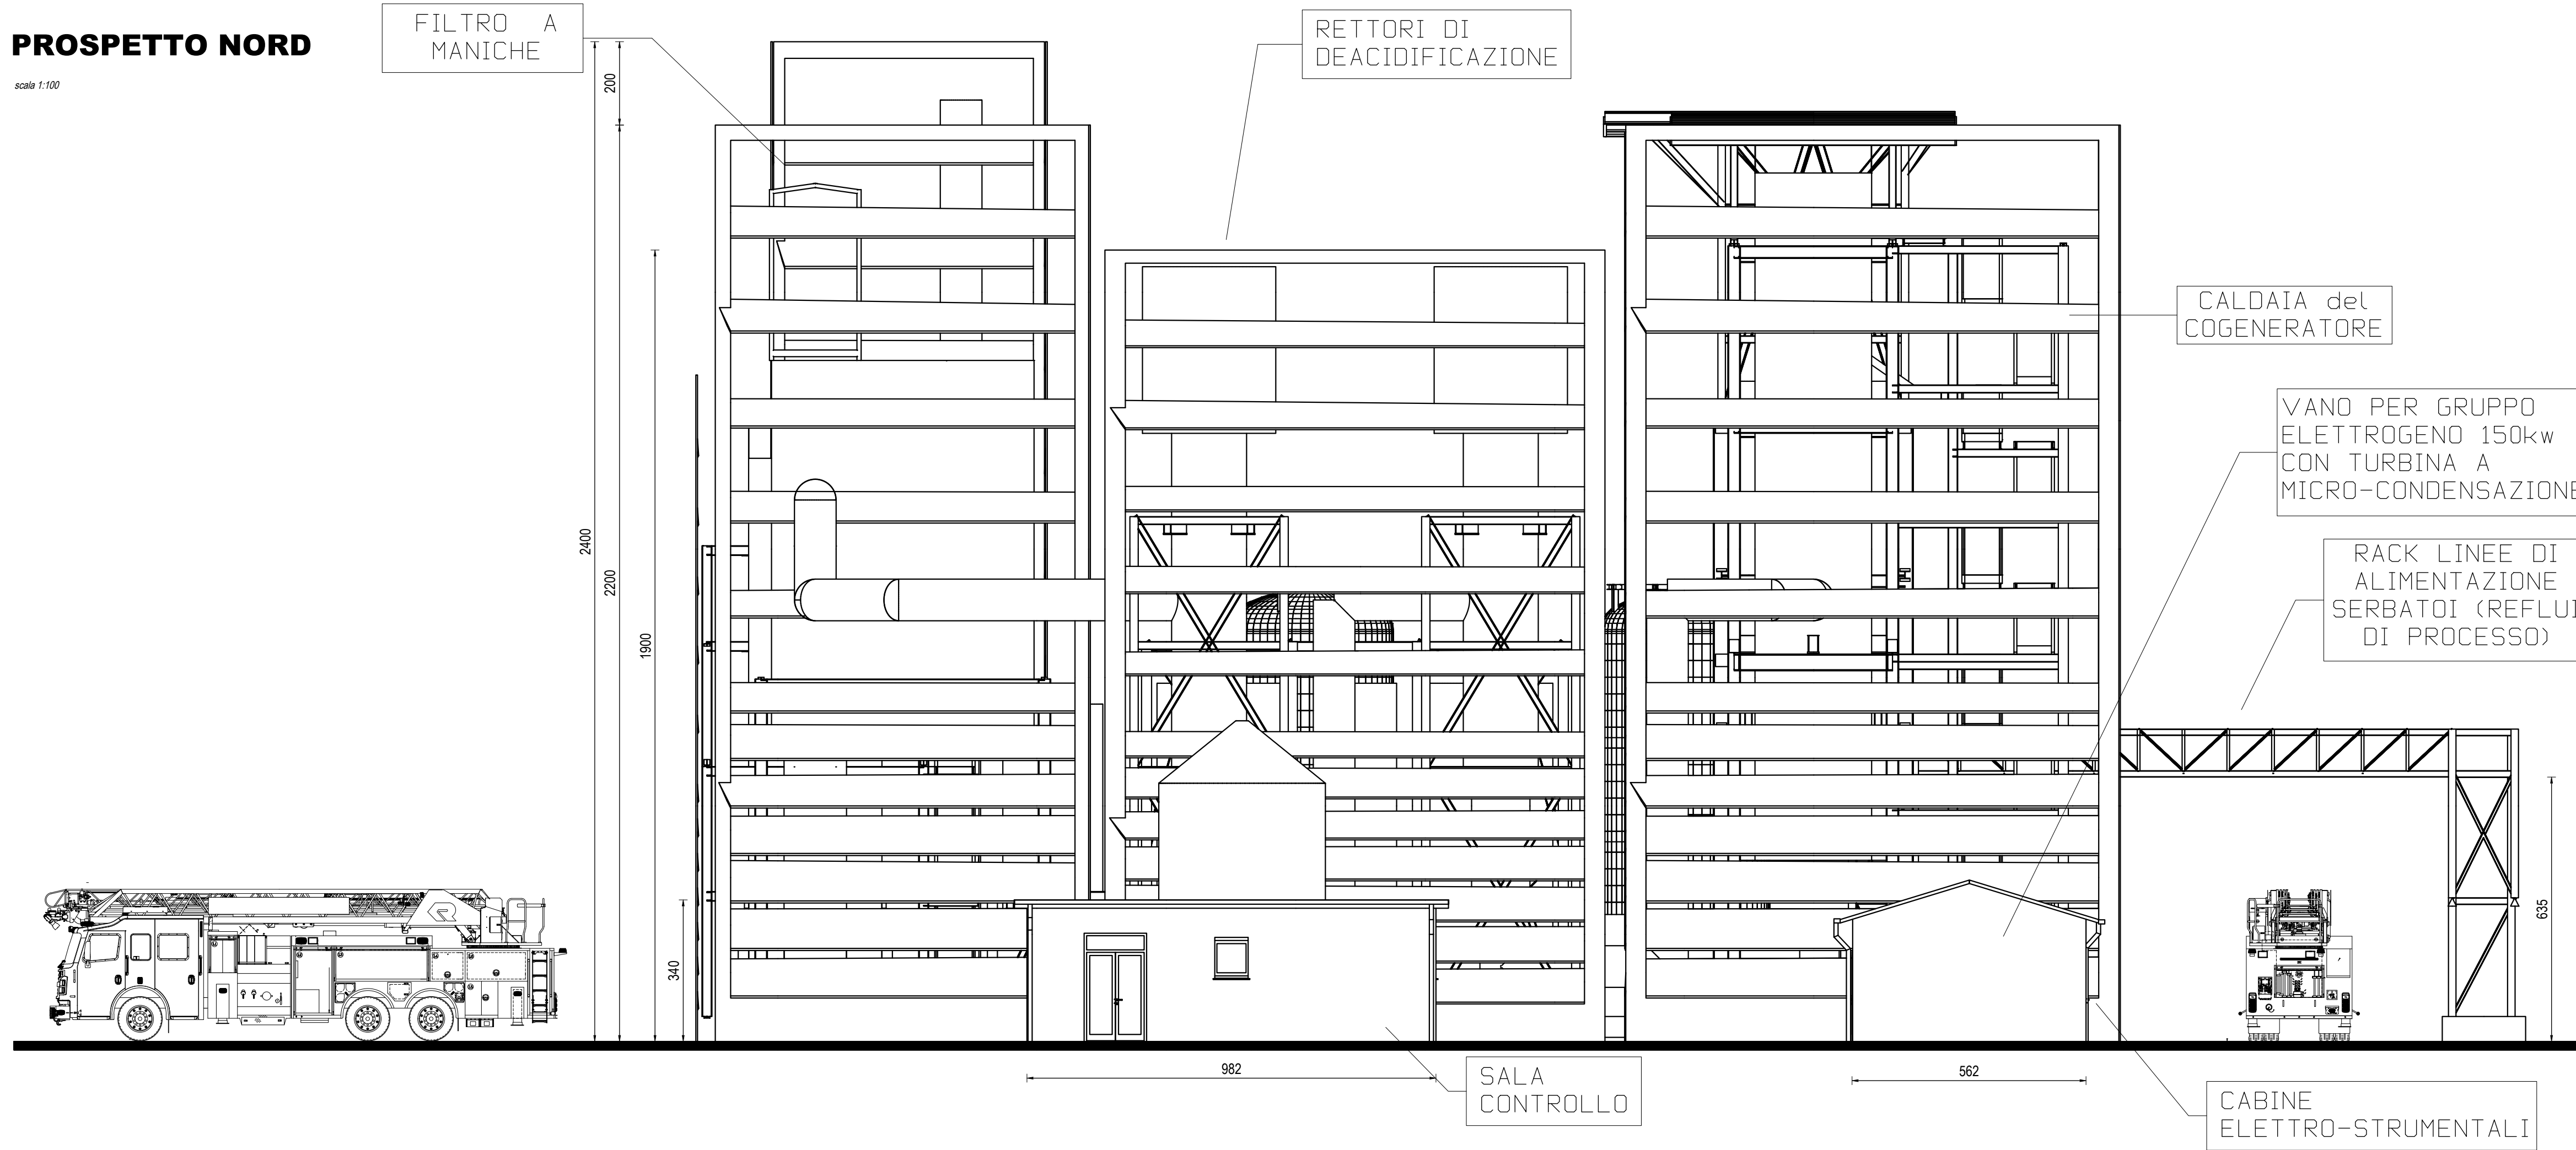 PROSPETTO NORD
scala 1:100
FILTRO A
MANICHE
RETTORI DI
DEACIDIFICAZIONE
CALDAIA del
COGENERATORE
VANO PER GRUPPO
ELETTROGENO 150kw
CON TURBINA A
MICRO-CONDENSAZIONE
RACK LINEE DI
ALIMENTAZIONE
SERBATOI (REFLUI
DI PROCESSO)
200
2400
2200
1900
340
635
982
562
SALA
CONTROLLO
CABINE
ELETTRO-STRUMENTALI
R